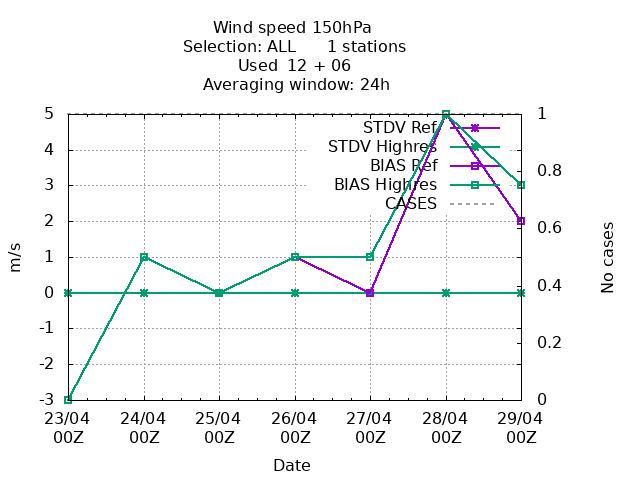 Wind speed 150hPa
Selection: ALL 1 stations
Used 12 + 06
Averaging window: 24h
STDV Ref
STDV Highres
BIAS Ref
BIAS Highres
CASES
5
4
3
2
1
0
-1
-2
-3
m/s
1
0.8
0.6
0.4
0.2
0
No cases
23/04 24/04 25/04 26/04 27/04 28/04 29/04
00Z 00Z 00Z 00Z 00Z 00Z 00Z
Date